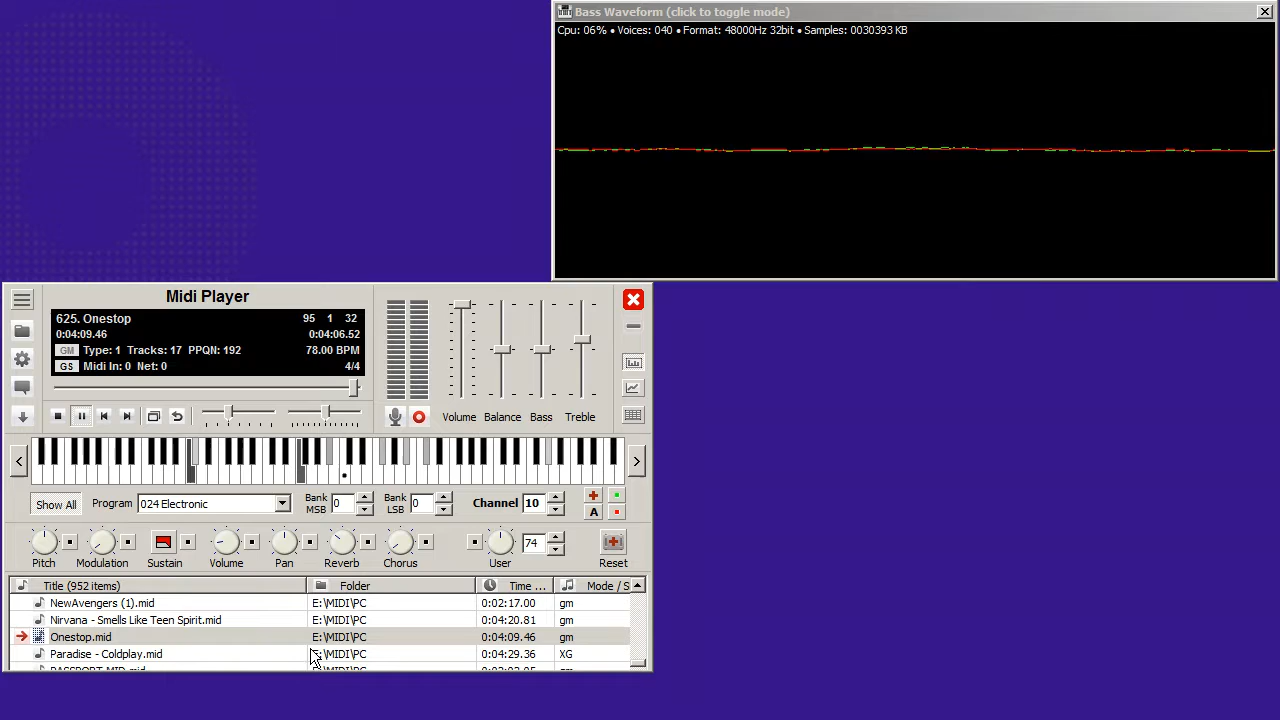 Bass Waveform (click to toggle mode)
Cpu: 06% • Voices: 040 • Format: 48000Hz 32bit • Samples: 0030393 KB
Midi Player
625. Onestop 95 1 32
0:04:09.46 0:04:06.52
GM Type: 1 Tracks: 17 PPQN: 192 78.00 BPM
GS Midi In: 0 Net: 0 4/4
Volume Balance Bass Treble
Show All Program 024 Electronic Bank MSB 0 Bank LSB 0 Channel 10 A
74
Pitch Modulation Sustain Volume Pan Reverb Chorus User Reset
Title (952 items) Folder Time ... Mode / S
NewAvengers (1).mid E:\MIDI\PC 0:02:17.00 gm
Nirvana - Smells Like Teen Spirit.mid E:\MIDI\PC 0:04:20.81 gm
Onestop.mid E:\MIDI\PC 0:04:09.46 gm
Paradise - Coldplay.mid E:\MIDI\PC 0:04:29.36 XG